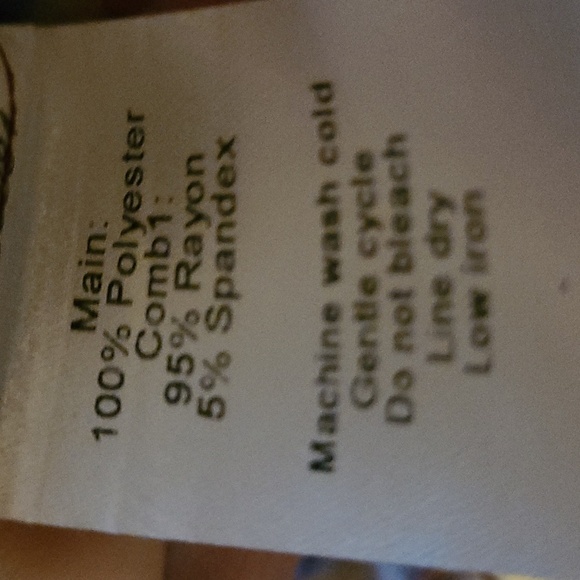 Main:
100% Polyester
Comb1:
95% Rayon
5% Spandex
Machine wash cold
Gentle cycle
Do not bleach
Line dry
Low iron